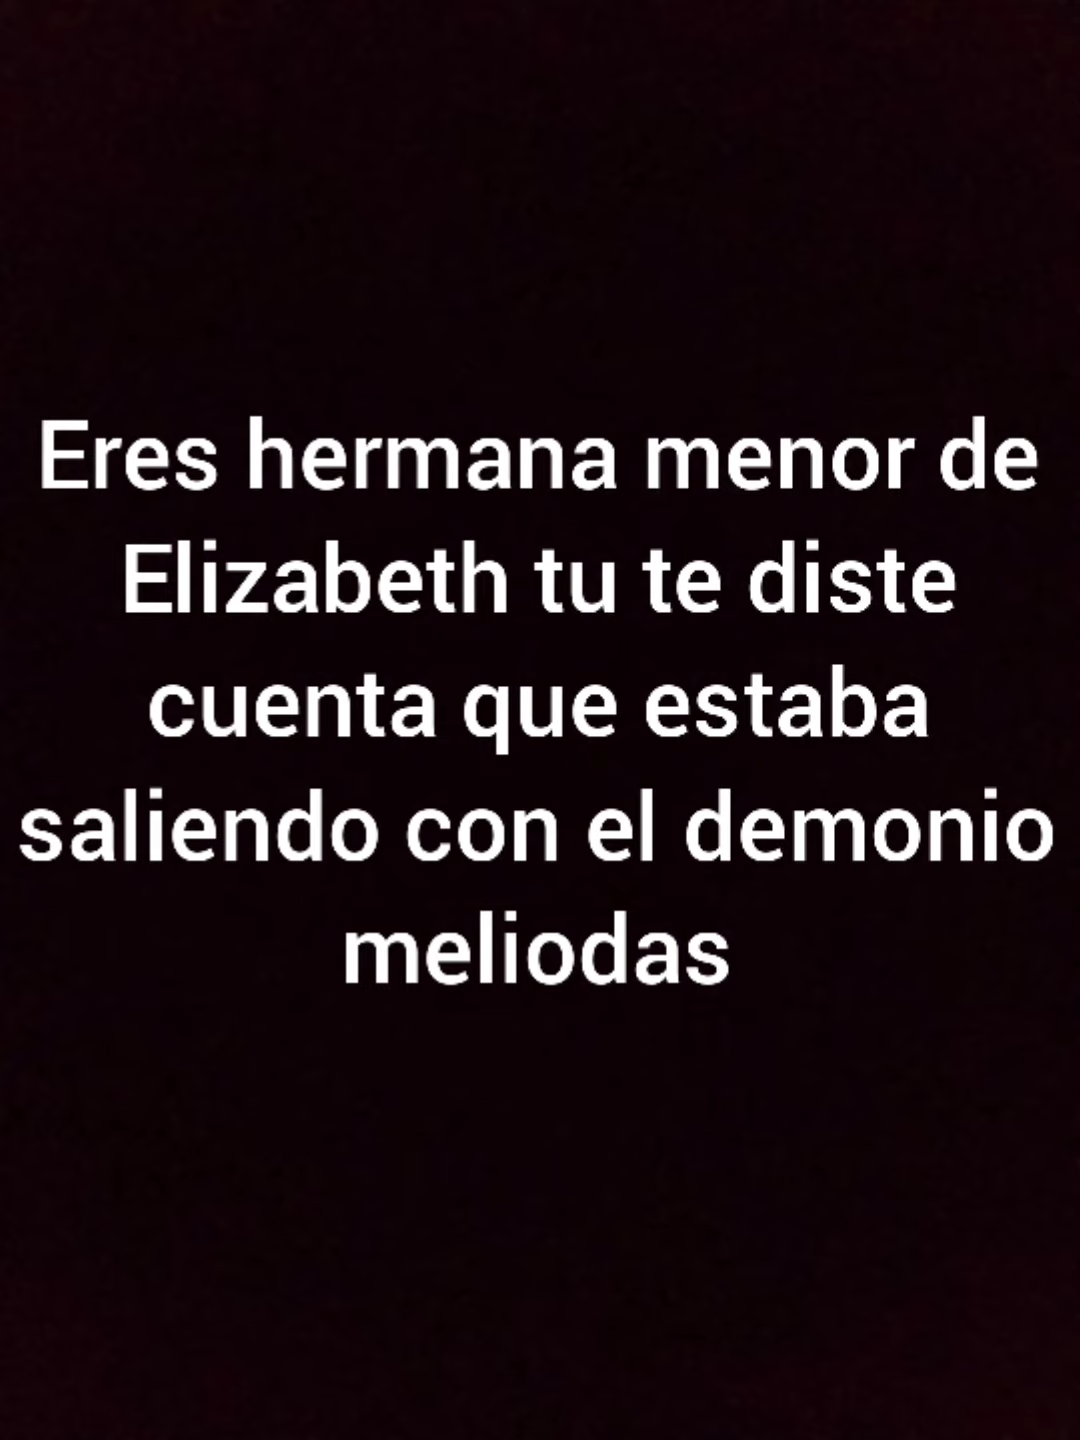 Eres hermana menor de
Elizabeth tu te diste
cuenta que estaba
saliendo con el demonio
meliodas